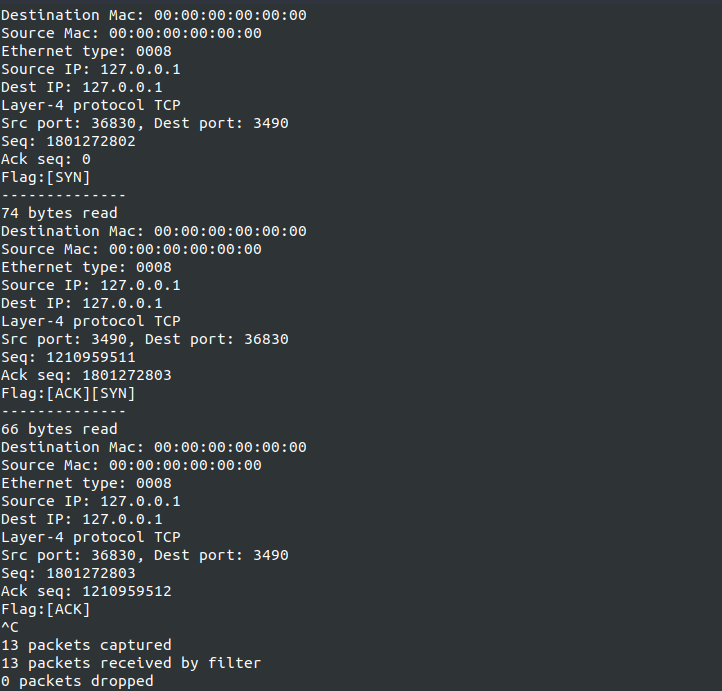 Destination Mac: 00:00:00:00:00:00
Source Mac: 00:00:00:00:00:00
Ethernet type: 0008
Source IP: 127.0.0.1
Dest IP: 127.0.0.1
Layer-4 protocol TCP
Src port: 36830, Dest port: 3490
Seq: 1801272802
Ack seq: 0
Flag:[SYN]
--------------
74 bytes read
Destination Mac: 00:00:00:00:00:00
Source Mac: 00:00:00:00:00:00
Ethernet type: 0008
Source IP: 127.0.0.1
Dest IP: 127.0.0.1
Layer-4 protocol TCP
Src port: 3490, Dest port: 36830
Seq: 1210959511
Ack seq: 1801272803
Flag:[ACK][SYN]
--------------
66 bytes read
Destination Mac: 00:00:00:00:00:00
Source Mac: 00:00:00:00:00:00
Ethernet type: 0008
Source IP: 127.0.0.1
Dest IP: 127.0.0.1
Layer-4 protocol TCP
Src port: 36830, Dest port: 3490
Seq: 1801272803
Ack seq: 1210959512
Flag:[ACK]
^C
13 packets captured
13 packets received by filter
0 packets dropped